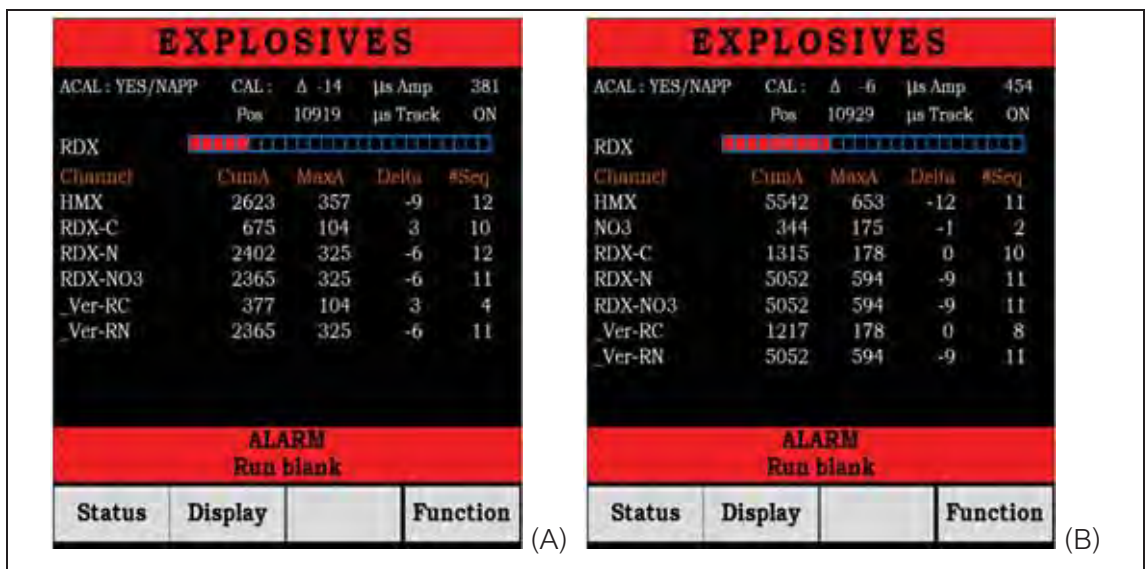 EXPLOSIVES
ACAL : YES/NAPP CAL : Δ -14 µs Amp 381
Pos 10919 µs Track ON
RDX
Channel CumA MaxA Delta #Seq
HMX 2623 357 -9 12
RDX-C 675 104 3 10
RDX-N 2402 325 -6 12
RDX-NO3 2365 325 -6 11
_Ver-RC 377 104 3 4
_Ver-RN 2365 325 -6 11
ALARM
Run blank
Status Display Function
(A)
EXPLOSIVES
ACAL : YES/NAPP CAL : Δ -6 µs Amp 454
Pos 10929 µs Track ON
RDX
Channel CumA MaxA Delta #Seq
HMX 5542 653 -12 11
NO3 344 175 -1 2
RDX-C 1315 178 0 10
RDX-N 5052 594 -9 11
RDX-NO3 5052 594 -9 11
_Ver-RC 1217 178 0 8
_Ver-RN 5052 594 -9 11
ALARM
Run blank
Status Display Function
(B)